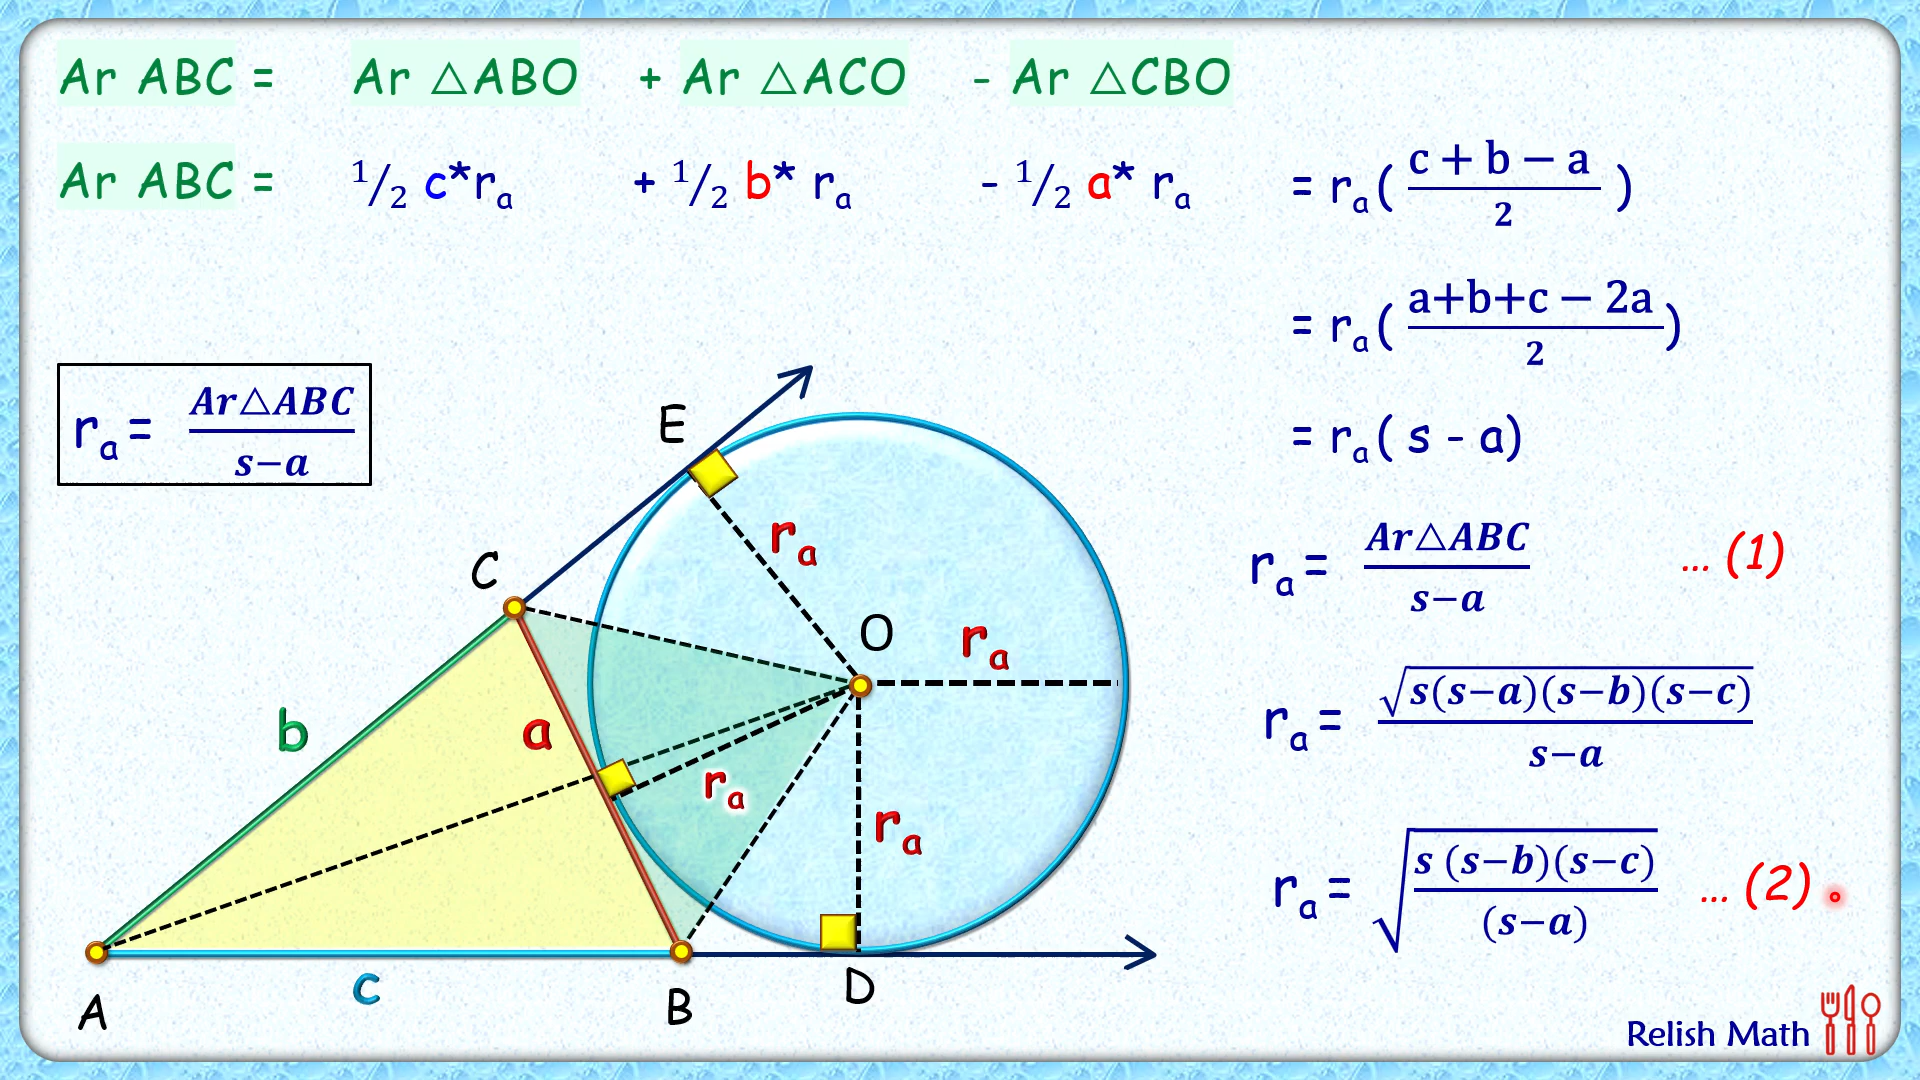 Ar ABC = Ar △ABO + Ar △ACO - Ar △CBO
Ar ABC = ½ c*rₐ + ½ b* rₐ - ½ a* rₐ = rₐ( (c + b − a)/2 )
= rₐ( (a+b+c − 2a)/2 )
= rₐ( s - a)
rₐ = Ar△ABC/(s−a)
rₐ = Ar△ABC/(s−a) ... (1)
rₐ = √(s(s−a)(s−b)(s−c))/(s−a)
rₐ = √(s (s−b)(s−c)/(s−a)) ... (2)
E
rₐ
C
O
rₐ
b
a
rₐ
rₐ
c
A
B
D
Relish Math